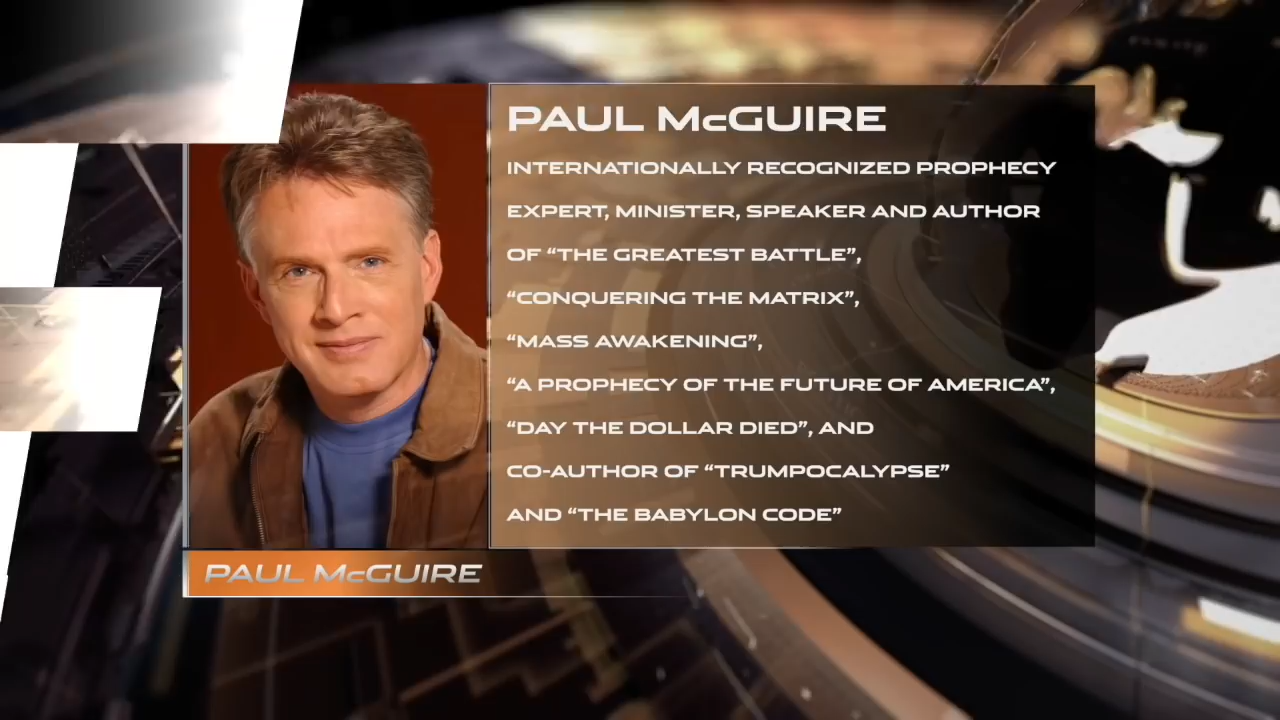 PAUL McGUIRE
INTERNATIONALLY RECOGNIZED PROPHECY
EXPERT, MINISTER, SPEAKER AND AUTHOR
OF “THE GREATEST BATTLE”,
“CONQUERING THE MATRIX”,
“MASS AWAKENING”,
“A PROPHECY OF THE FUTURE OF AMERICA”,
“DAY THE DOLLAR DIED”, AND
CO-AUTHOR OF “TRUMPOCALYPSE”
AND “THE BABYLON CODE”
PAUL McGUIRE